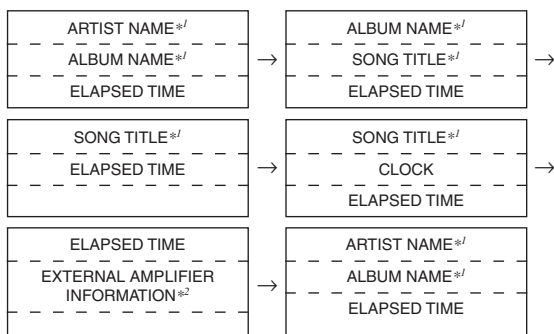 ARTIST NAME*1
ALBUM NAME*1
ELAPSED TIME
→
ALBUM NAME*1
SONG TITLE*1
ELAPSED TIME
→
SONG TITLE*1
ELAPSED TIME
→
SONG TITLE*1
CLOCK
ELAPSED TIME
→
ELAPSED TIME
EXTERNAL AMPLIFIER
INFORMATION*2
→
ARTIST NAME*1
ALBUM NAME*1
ELAPSED TIME